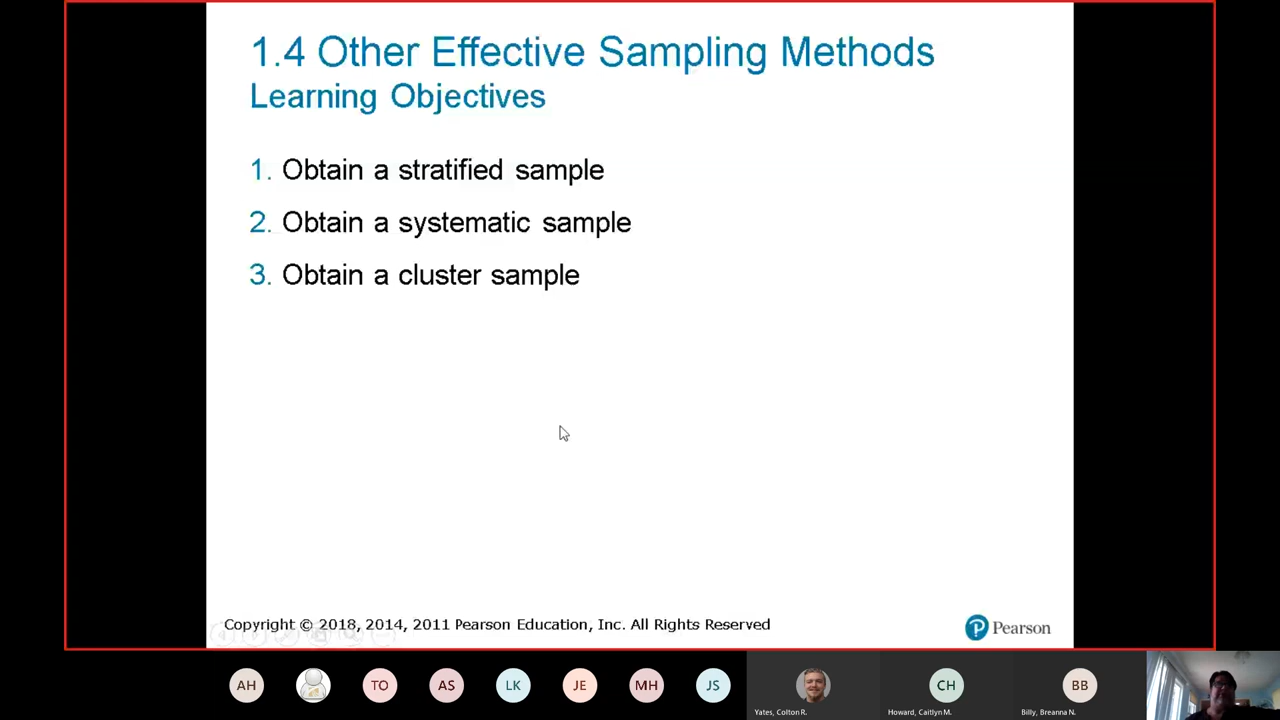 1.4 Other Effective Sampling Methods
Learning Objectives
1. Obtain a stratified sample
2. Obtain a systematic sample
3. Obtain a cluster sample
Copyright © 2018, 2014, 2011 Pearson Education, Inc. All Rights Reserved
Pearson
AH
TO
AS
LK
JE
MH
JS
CH
BB
Yates, Colton R.
Howard, Caitlyn M.
Billy, Breanna N.